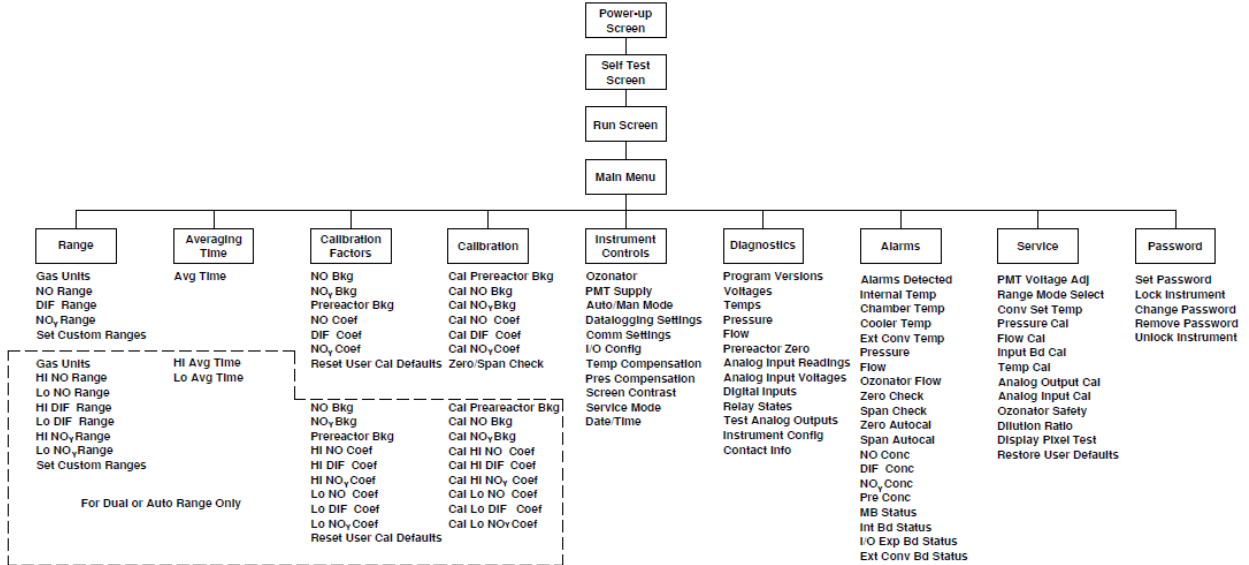 Power-up
Screen
Self Test
Screen
Run Screen
Main Menu
Range
Averaging
Time
Calibration
Factors
Calibration
Instrument
Controls
Diagnostics
Alarms
Service
Password
Gas Units
NO Range
DIF Range
NOY Range
Set Custom Ranges
Avg Time
NO Bkg
NOY Bkg
Prereactor Bkg
NO Coef
DIF Coef
NOY Coef
Reset User Cal Defaults
Cal Prereactor Bkg
Cal NO Bkg
Cal NOY Bkg
Cal NO Coef
Cal DIF Coef
Cal NOY Coef
Zero/Span Check
Ozonator
PMT Supply
Auto/Man Mode
Datalogging Settings
Comm Settings
I/O Config
Temp Compensation
Pres Compensation
Screen Contrast
Service Mode
Date/Time
Program Versions
Voltages
Temps
Pressure
Flow
Prereactor Zero
Analog Input Readings
Analog Input Voltages
Digital Inputs
Relay States
Test Analog Outputs
Instrument Config
Contact Info
Alarms Detected
Internal Temp
Chamber Temp
Cooler Temp
Ext Conv Temp
Pressure
Flow
Ozonator Flow
Zero Check
Span Check
Zero Autocal
Span Autocal
NO Conc
DIF Conc
NOY Conc
Pre Conc
MB Status
Int Bd Status
I/O Exp Bd Status
Ext Conv Bd Status
PMT Voltage Adj
Range Mode Select
Conv Set Temp
Pressure Cal
Flow Cal
Input Bd Cal
Temp Cal
Analog Output Cal
Analog Input Cal
Ozonator Safety
Dilution Ratio
Display Pixel Test
Restore User Defaults
Set Password
Lock Instrument
Change Password
Remove Password
Unlock Instrument
Gas Units
HI NO Range
Lo NO Range
HI DIF Range
Lo DIF Range
HI NOY Range
Lo NOY Range
Set Custom Ranges
HI Avg Time
Lo Avg Time
NO Bkg
NOY Bkg
Prereactor Bkg
HI NO Coef
HI DIF Coef
HI NOY Coef
Lo NO Coef
Lo DIF Coef
Lo NOY Coef
Reset User Cal Defaults
Cal Preareactor Bkg
Cal NO Bkg
Cal NOY Bkg
Cal HI NO Coef
Cal HI DIF Coef
Cal HI NOY Coef
Cal Lo NO Coef
Cal Lo DIF Coef
Cal Lo NOY Coef
For Dual or Auto Range Only